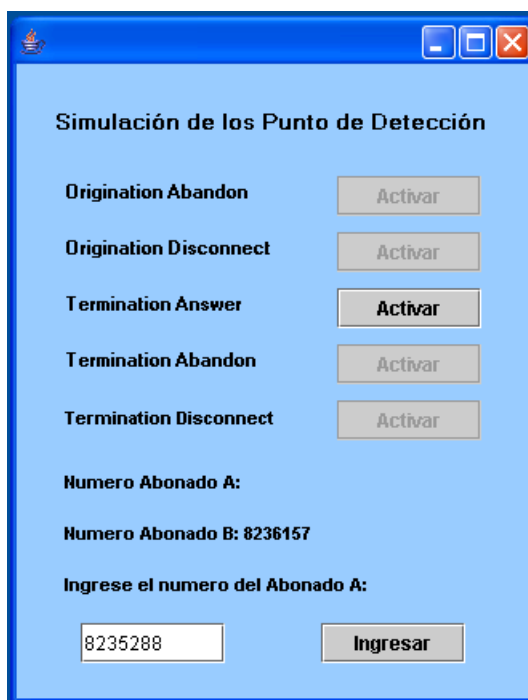 Simulación de los Punto de Detección
Origination Abandon Activar
Origination Disconnect Activar
Termination Answer Activar
Termination Abandon Activar
Termination Disconnect Activar
Numero Abonado A:
Numero Abonado B: 8236157
Ingrese el numero del Abonado A:
8235288 Ingresar